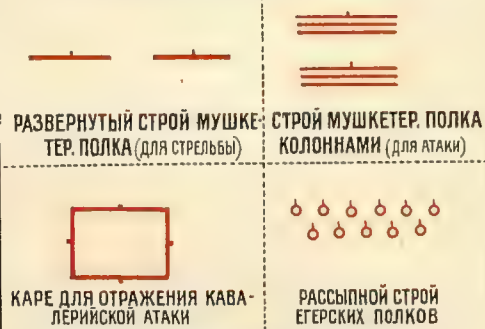 РАЗВЕРНУТЫЙ СТРОЙ МУШКЕ-
ТЕР. ПОЛКА (ДЛЯ СТРЕЛЬБЫ)
СТРОЙ МУШКЕТЕР. ПОЛКА
КОЛОННАМИ (ДЛЯ АТАКИ)
КАРЕ ДЛЯ ОТРАЖЕНИЯ КАВА-
ЛЕРИЙСКОЙ АТАКИ
РАССЫПНОЙ СТРОЙ
ЕГЕРСКИХ ПОЛКОВ